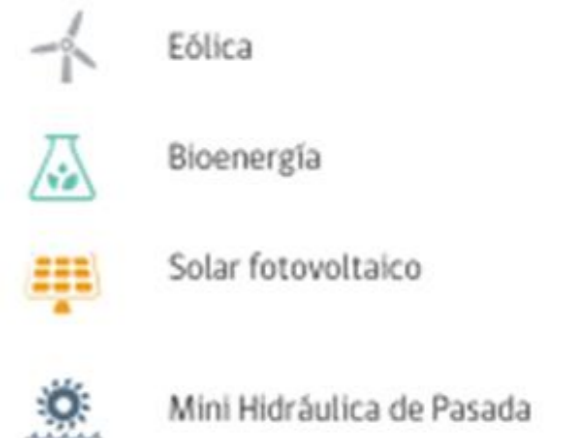 Eólica
Bioenergía
Solar fotovoltaico
Mini Hidráulica de Pasada